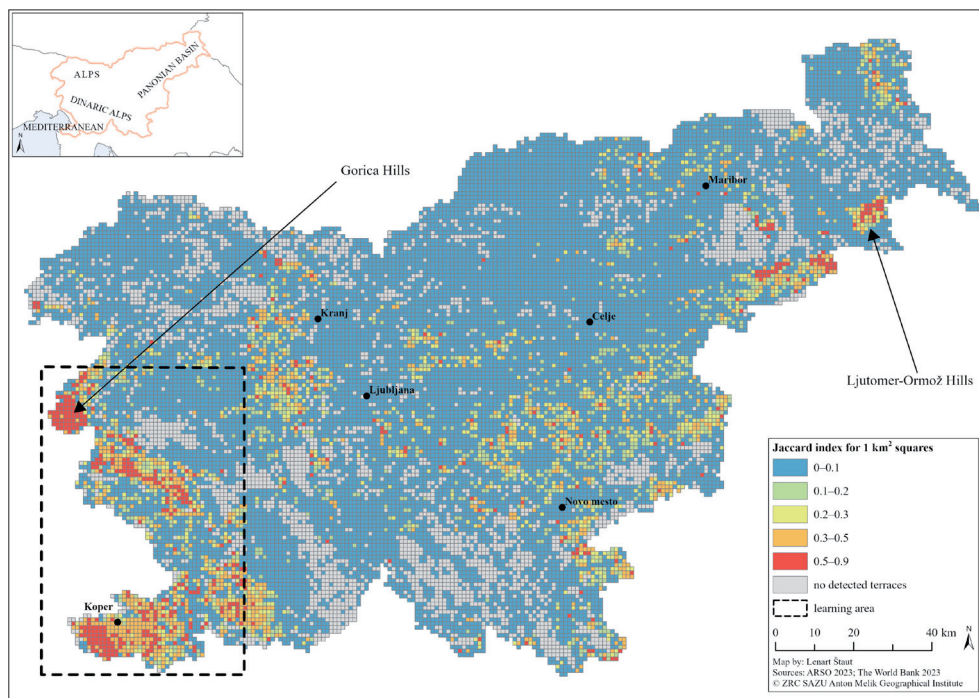 ALPS
PANONIAN BASIN
DINARIC ALPS
MEDITERRANEAN
N
Gorica Hills
Maribor
Kranj
Celje
Ljubljana
Ljutomer-Ormož Hills
Novo mesto
Koper
Jaccard index for 1 km² squares
0–0.1
0.1–0.2
0.2–0.3
0.3–0.5
0.5–0.9
no detected terraces
learning area
N
0 10 20 40 km
Map by: Lenart Štaut
Sources: ARSO 2023; The World Bank 2023
© ZRC SAZU Anton Melik Geographical Institute